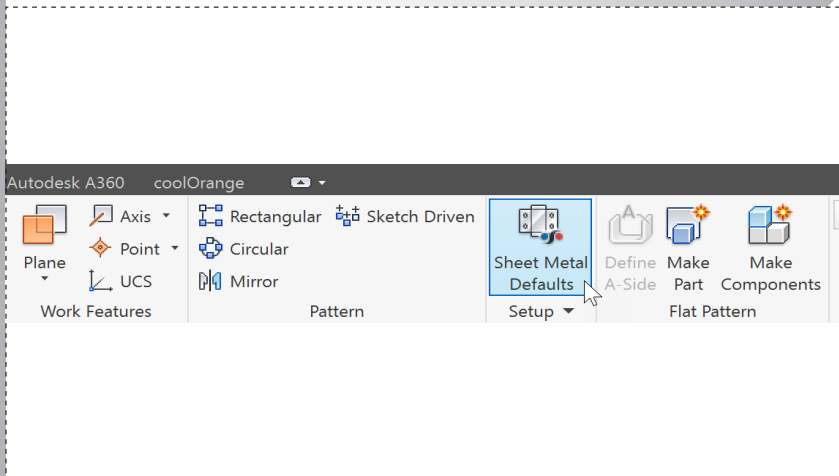 Autodesk A360 coolOrange
Plane
Axis
Point
UCS
Work Features
Rectangular
Sketch Driven
Circular
Mirror
Pattern
Sheet Metal
Defaults
Setup
Define
A-Side
Make
Part
Make
Components
Flat Pattern